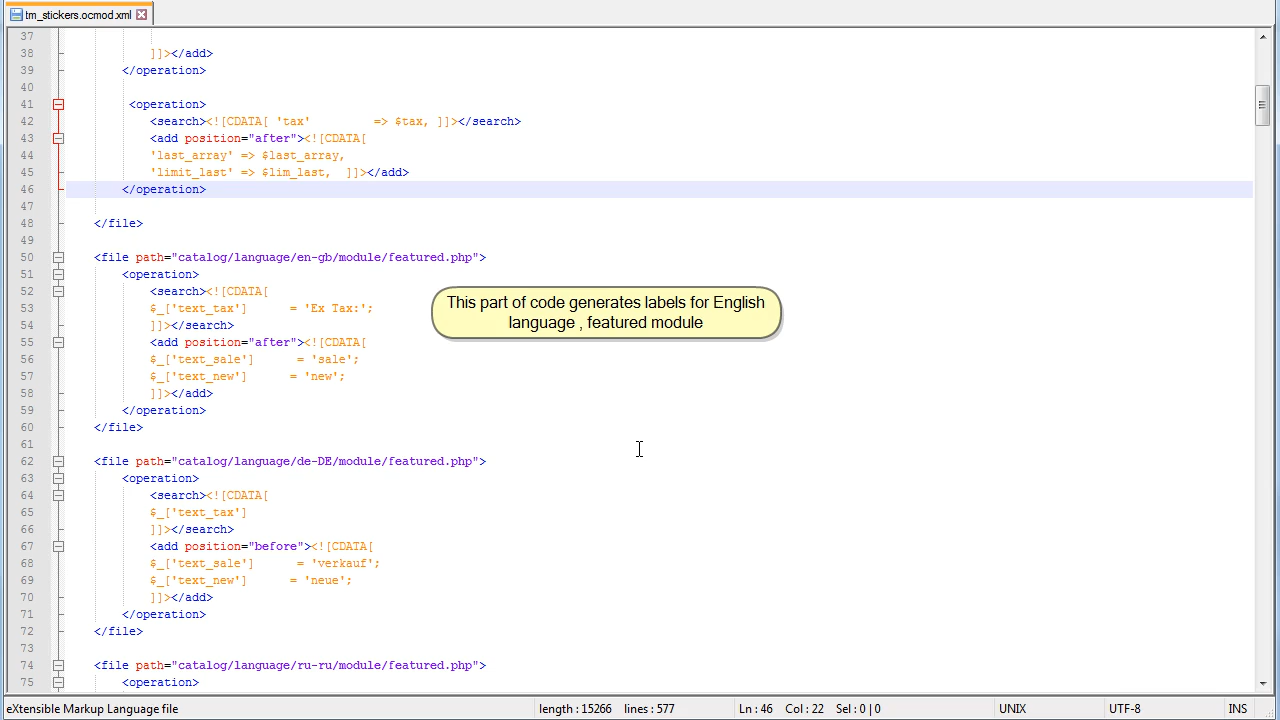 tm_stickers.ocmod.xml
37
38 ]]></add>
39 </operation>
40
41 <operation>
42 <search><![CDATA[ 'tax'         => $tax, ]]></search>
43 <add position="after"><![CDATA[
44 'last_array' => $last_array,
45 'limit_last' => $lim_last,  ]]></add>
46 </operation>
47
48 </file>
49
50 <file path="catalog/language/en-gb/module/featured.php">
51 <operation>
52 <search><![CDATA[
53 $_['text_tax']      = 'Ex Tax:';
54 ]]></search>
55 <add position="after"><![CDATA[
56 $_['text_sale']      = 'sale';
57 $_['text_new']      = 'new';
58 ]]></add>
59 </operation>
60 </file>
61
62 <file path="catalog/language/de-DE/module/featured.php">
63 <operation>
64 <search><![CDATA[
65 $_['text_tax']
66 ]]></search>
67 <add position="before"><![CDATA[
68 $_['text_sale']      = 'verkauf';
69 $_['text_new']      = 'neue';
70 ]]></add>
71 </operation>
72 </file>
73
74 <file path="catalog/language/ru-ru/module/featured.php">
75 <operation>
This part of code generates labels for English
language , featured module
eXtensible Markup Language file length : 15266 lines : 577 Ln : 46 Col : 22 Sel : 0 | 0 UNIX UTF-8 INS